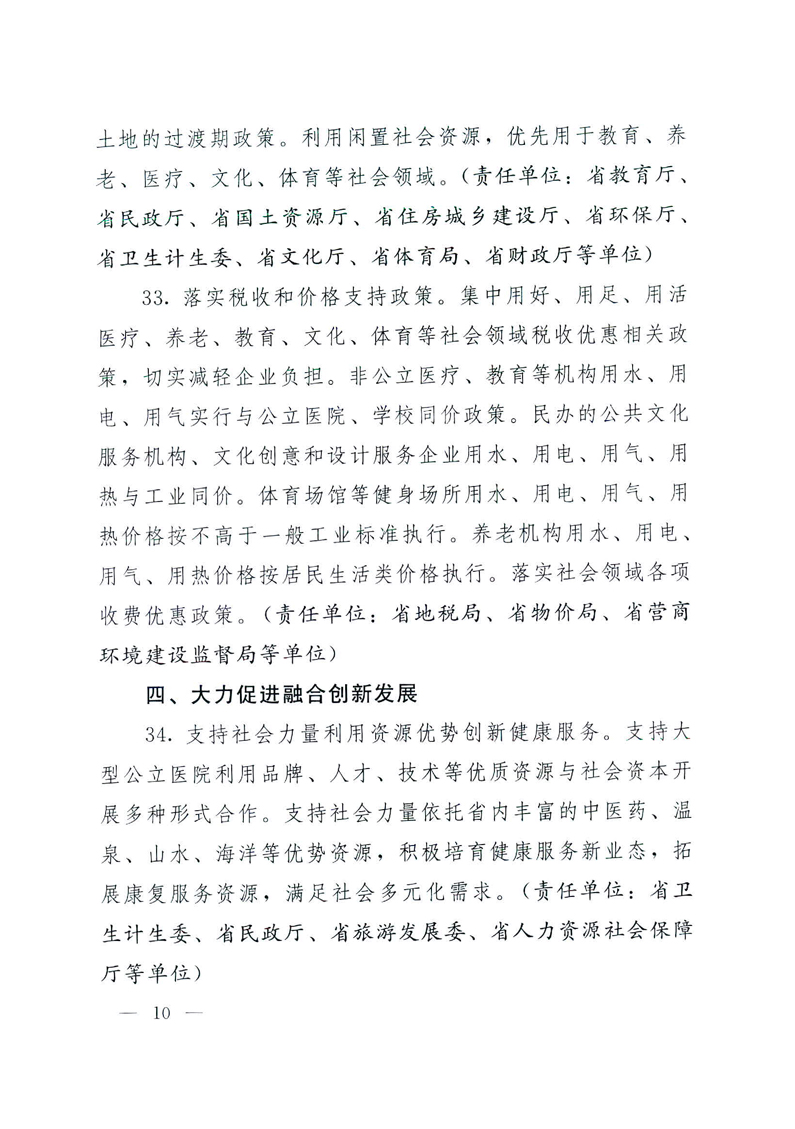 土地的过渡期政策。利用闲置社会资源，优先用于教育、养
老、医疗、文化、体育等社会领域。（责任单位：省教育厅、
省民政厅、省国土资源厅、省住房城乡建设厅、省环保厅、
省卫生计生委、省文化厅、省体育局、省财政厅等单位）
33. 落实税收和价格支持政策。集中用好、用足、用活
医疗、养老、教育、文化、体育等社会领域税收优惠相关政
策，切实减轻企业负担。非公立医疗、教育等机构用水、用
电、用气实行与公立医院、学校同价政策。民办的公共文化
服务机构、文化创意和设计服务企业用水、用电、用气、用
热与工业同价。体育场馆等健身场所用水、用电、用气、用
热价格按不高于一般工业标准执行。养老机构用水、用电、
用气、用热价格按居民生活类价格执行。落实社会领域各项
收费优惠政策。（责任单位：省地税局、省物价局、省营商
环境建设监督局等单位）
四、大力促进融合创新发展
34. 支持社会力量利用资源优势创新健康服务。支持大
型公立医院利用品牌、人才、技术等优质资源与社会资本开
展多种形式合作。支持社会力量依托省内丰富的中医药、温
泉、山水、海洋等优势资源，积极培育健康服务新业态，拓
展康复服务资源，满足社会多元化需求。（责任单位：省卫
生计生委、省民政厅、省旅游发展委、省人力资源社会保障
厅等单位）
— 10 —